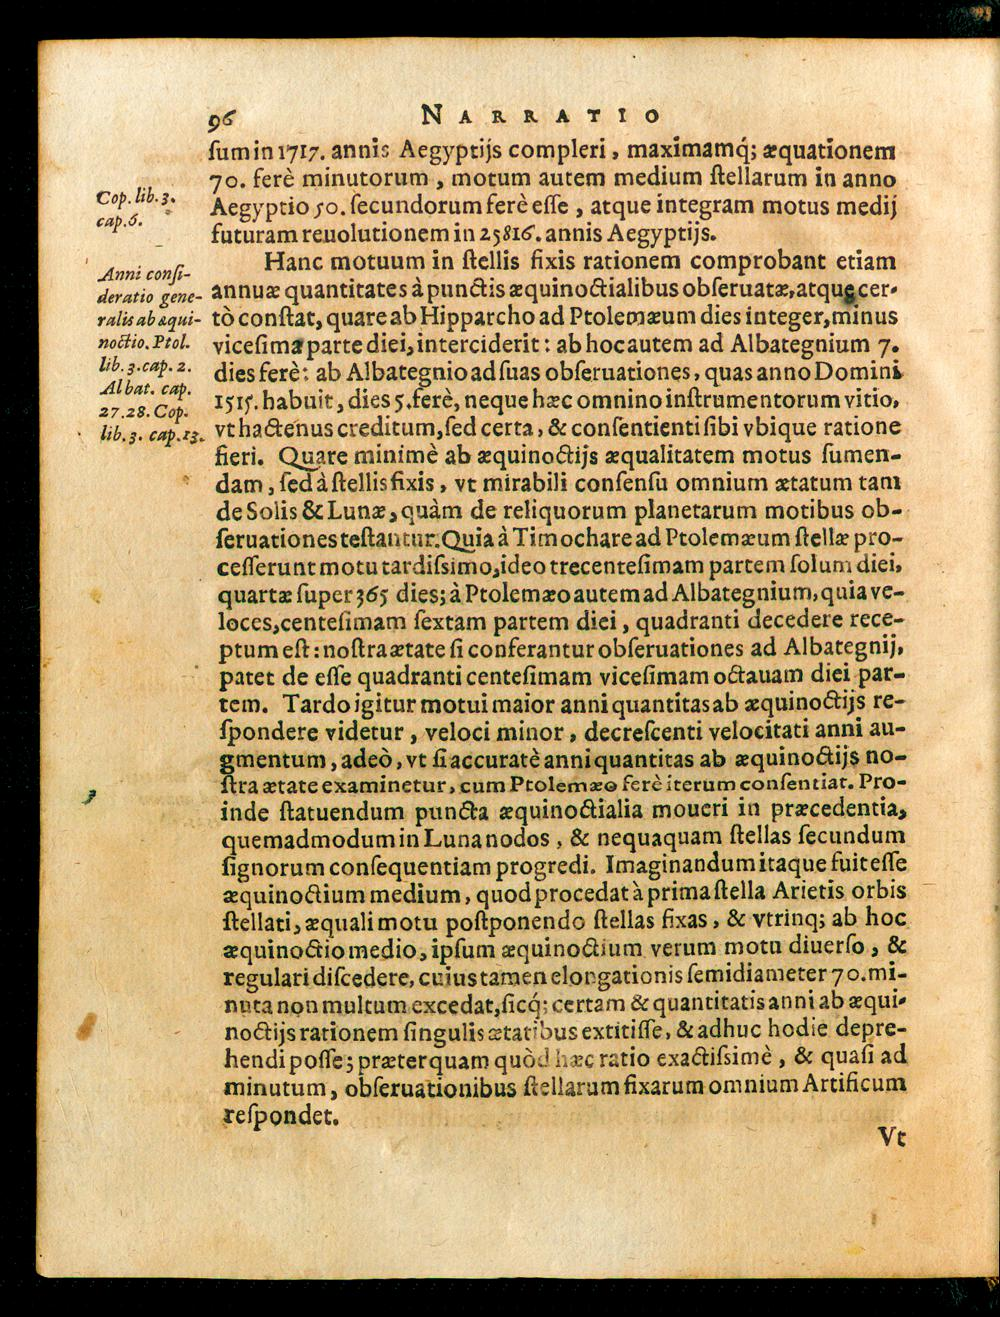 96 NARRATIO
ſum in 1717. annis Aegyptijs compleri, maximamq́; æquationem
70. ferè minutorum, motum autem medium ſtellarum in anno
Aegyptio 50. ſecundorum ferè eſſe, atque integram motus medij
futuram reuolutionem in 25816. annis Aegyptijs.
Cop. lib. 3.
cap. 6.
Hanc motuum in ſtellis fixis rationem comprobant etiam
annuæ quantitates à punctis æquinoctialibus obſeruatæ, atque cer-
tò conſtat, quare ab Hipparcho ad Ptolemæum dies integer, minus
viceſima parte diei, interciderit: ab hoc autem ad Albategnium 7.
dies ferè: ab Albategnio ad ſuas obſeruationes, quas anno Domini
1515. habuit, dies 5. ferè, neque hæc omnino inſtrumentorum vitio,
vt hactenus creditum, ſed certa, & conſentienti ſibi vbique ratione
fieri. Quare minimè ab æquinoctijs æqualitatem motus ſumen-
dam, ſed à ſtellis fixis, vt mirabili conſenſu omnium ætatum tam
de Solis & Lunæ, quàm de reliquorum planetarum motibus ob-
ſeruationes teſtantur. Quia à Timochare ad Ptolemæum ſtellæ pro-
ceſſerunt motu tardiſsimo, ideo trecenteſimam partem ſolum diei,
quartæ ſuper 365 dies; à Ptolemæo autem ad Albategnium, quia ve-
loces, centeſimam ſextam partem diei, quadranti decedere rece-
ptum eſt: noſtra ætate ſi conferantur obſeruationes ad Albategnij,
patet de eſſe quadranti centeſimam viceſimam octauam diei par-
tem. Tardo igitur motui maior anni quantitas ab æquinoctijs re-
ſpondere videtur, veloci minor, decreſcenti velocitati anni au-
gmentum, adeò, vt ſi accuratè anni quantitas ab æquinoctijs no-
ſtra ætate examinetur, cum Ptolemæo ferè iterum conſentiat. Pro-
inde ſtatuendum puncta æquinoctialia moueri in præcedentia,
quemadmodum in Luna nodos, & nequaquam ſtellas ſecundum
ſignorum conſequentiam progredi. Imaginandum itaque fuit eſſe
æquinoctium medium, quod procedat à prima ſtella Arietis orbis
ſtellati, æquali motu poſtponendo ſtellas fixas, & vtrinq; ab hoc
æquinoctio medio, ipſum æquinoctium verum motu diuerſo, &
regulari diſcedere, cuius tamen elongationis ſemidiameter 70. mi-
nuta non multum excedat, ſicq́; certam & quantitatis anni ab æqui-
noctijs rationem ſingulis ætatibus extitiſſe, & adhuc hodie depre-
hendi poſſe; præterquam quòd hæc ratio exactiſsimè, & quaſi ad
minutum, obſeruationibus ſtellarum fixarum omnium Artificum
reſpondet.
Anni conſi-
deratio gene-
ralis ab æqui-
noctio. Ptol.
lib. 3. cap. 2.
Albat. cap.
27. 28. Cop.
lib. 3. cap. 13.
Vt